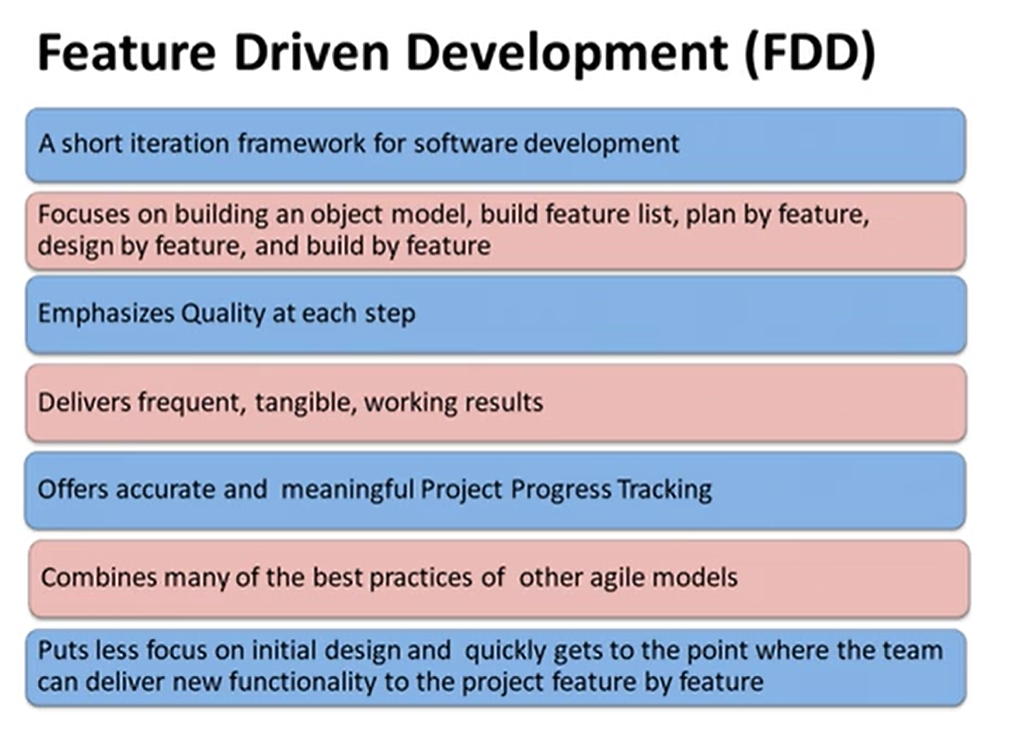 Feature Driven Development (FDD)
A short iteration framework for software development
Focuses on building an object model, build feature list, plan by feature,
design by feature, and build by feature
Emphasizes Quality at each step
Delivers frequent, tangible, working results
Offers accurate and meaningful Project Progress Tracking
Combines many of the best practices of other agile models
Puts less focus on initial design and quickly gets to the point where the team
can deliver new functionality to the project feature by feature